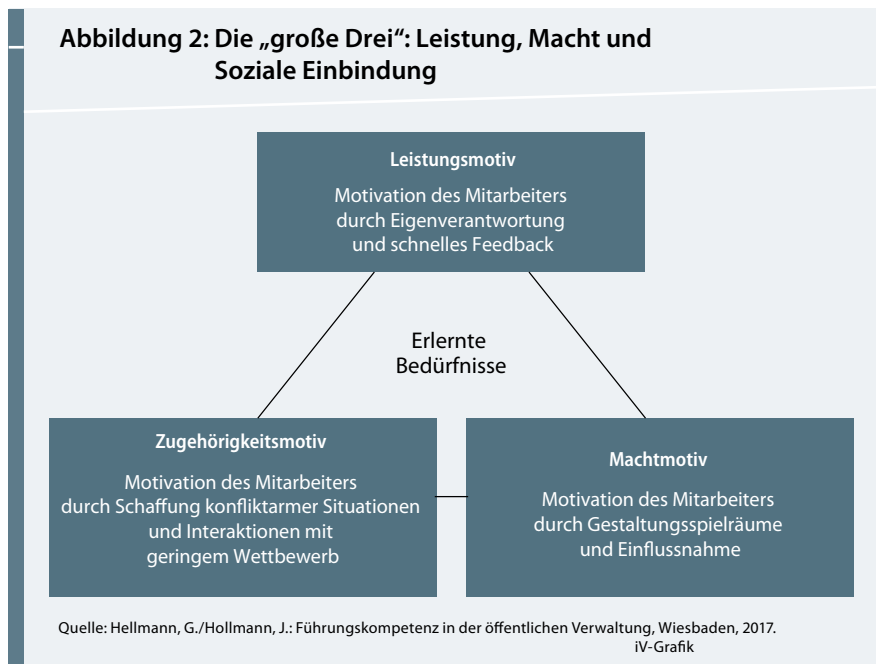 Abbildung 2: Die „große Drei“: Leistung, Macht und
Soziale Einbindung
Leistungsmotiv
Motivation des Mitarbeiters
durch Eigenverantwortung
und schnelles Feedback
Erlernte
Bedürfnisse
Zugehörigkeitsmotiv
Motivation des Mitarbeiters
durch Schaffung konfliktarmer Situationen
und Interaktionen mit
geringem Wettbewerb
Machtmotiv
Motivation des Mitarbeiters
durch Gestaltungsspielräume
und Einflussnahme
Quelle: Hellmann, G./Hollmann, J.: Führungskompetenz in der öffentlichen Verwaltung, Wiesbaden, 2017.
iV-Grafik